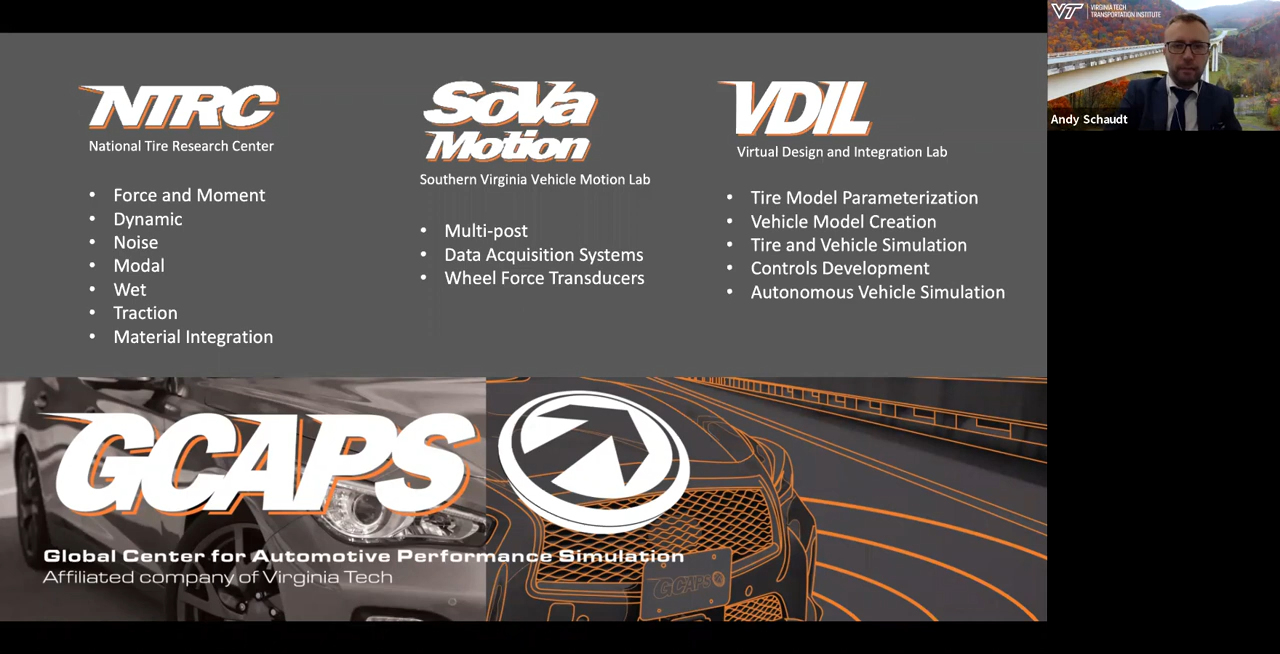 NTRC
National Tire Research Center
• Force and Moment
• Dynamic
• Noise
• Modal
• Wet
• Traction
• Material Integration
SoVa
Motion
Southern Virginia Vehicle Motion Lab
• Multi-post
• Data Acquisition Systems
• Wheel Force Transducers
VDIL
Virtual Design and Integration Lab
• Tire Model Parameterization
• Vehicle Model Creation
• Tire and Vehicle Simulation
• Controls Development
• Autonomous Vehicle Simulation
GCAPS
Global Center for Automotive Performance Simulation
Affiliated company of Virginia Tech
GCAPS
VT
VIRGINIA TECH
TRANSPORTATION INSTITUTE
Andy Schaudt